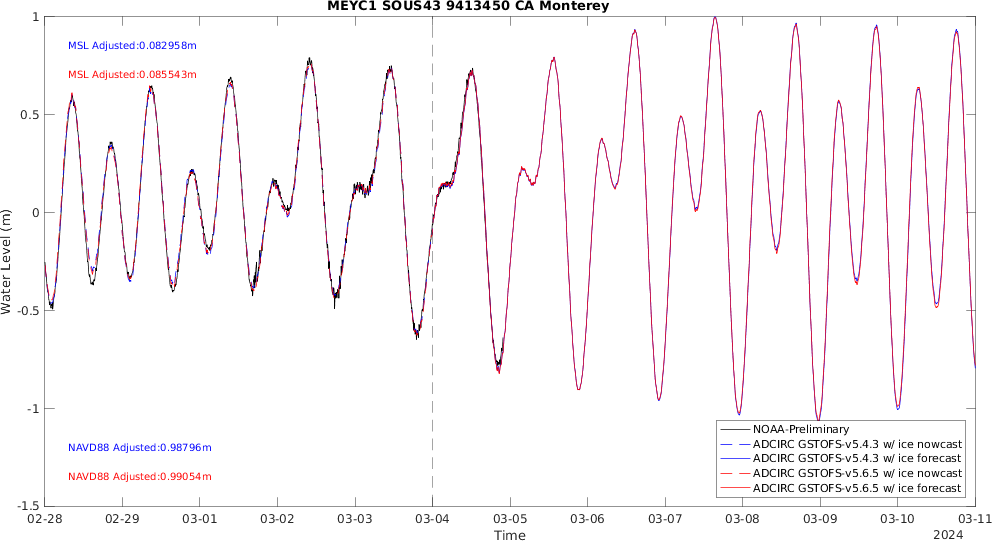 MEYC1 SOUS43 9413450 CA Monterey
MSL Adjusted:0.082958m
MSL Adjusted:0.085543m
NAVD88 Adjusted:0.98796m
NAVD88 Adjusted:0.99054m
Water Level (m)
1
0.5
0
-0.5
-1
-1.5
NOAA-Preliminary
ADCIRC GSTOFS-v5.4.3 w/ ice nowcast
ADCIRC GSTOFS-v5.4.3 w/ ice forecast
ADCIRC GSTOFS-v5.6.5 w/ ice nowcast
ADCIRC GSTOFS-v5.6.5 w/ ice forecast
02-28 02-29 03-01 03-02 03-03 03-04 03-05 03-06 03-07 03-08 03-09 03-10 03-11
Time
2024